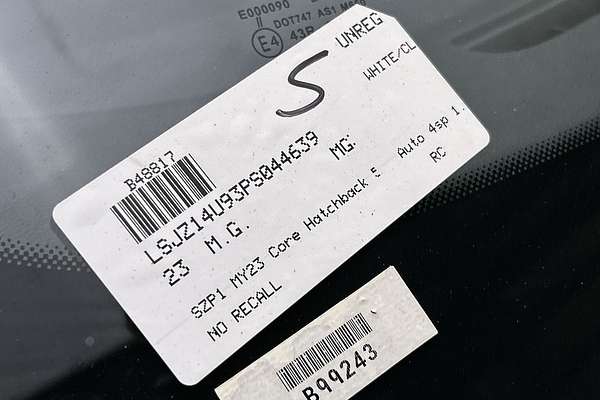 E000090
DOT747 AS1
E4 43R
S
UNREG
WHITE/CL
B48817
LSJZ14U93PS044639 MG:
23 M.G.
SZP1 MY23 Core Hatchback 5 Auto 4sp 1.
NO RECALL RC
B99243